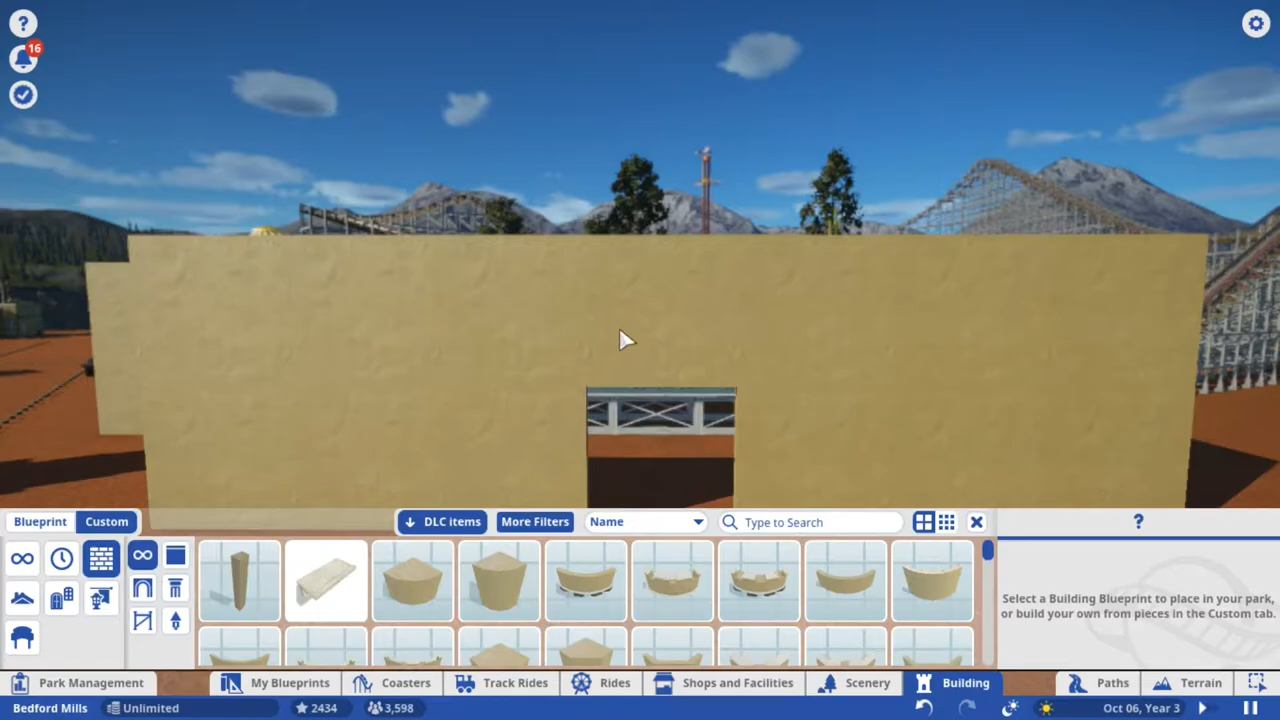 ?
16
Blueprint
Custom
DLC items
More Filters
Name
Type to Search
?
Select a Building Blueprint to place in your park,
or build your own from pieces in the Custom tab.
Park Management
My Blueprints
Coasters
Track Rides
Rides
Shops and Facilities
Scenery
Building
Paths
Terrain
Bedford Mills
Unlimited
2434
3,598
Oct 06, Year 3